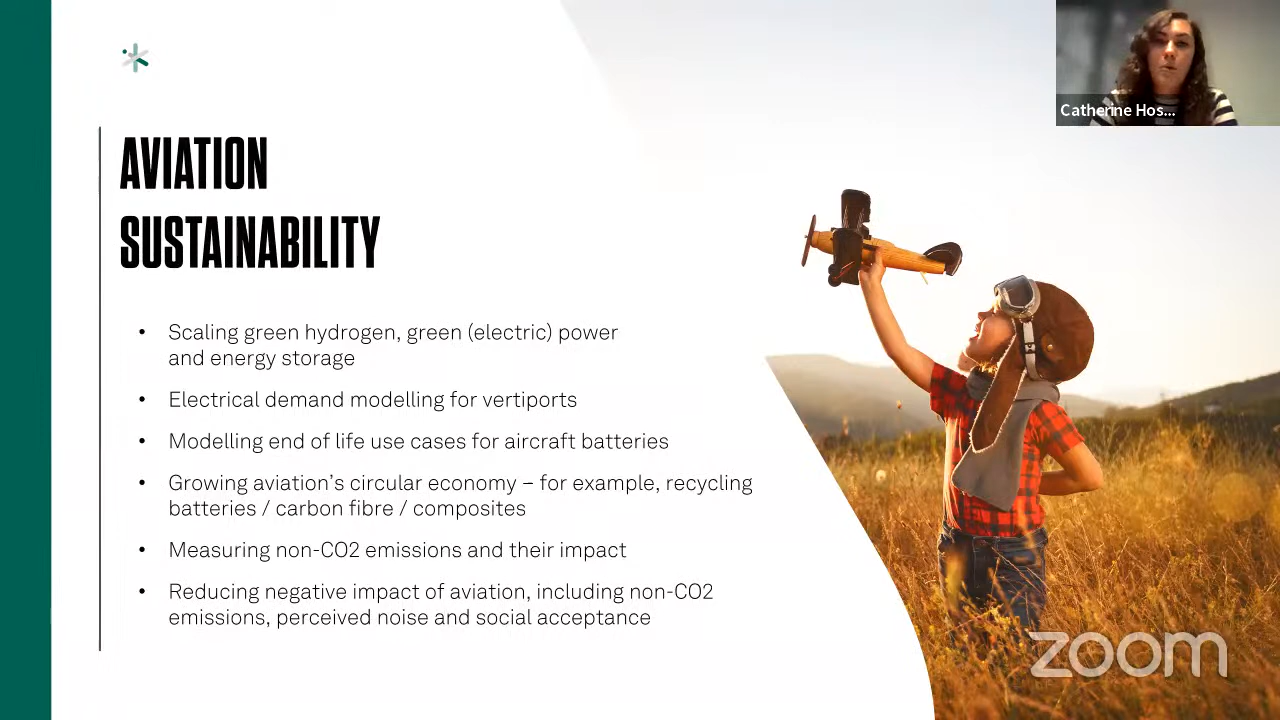 Catherine Hos...
AVIATION
SUSTAINABILITY
• Scaling green hydrogen, green (electric) power
and energy storage
• Electrical demand modelling for vertiports
• Modelling end of life use cases for aircraft batteries
• Growing aviation’s circular economy – for example, recycling
batteries / carbon fibre / composites
• Measuring non-CO2 emissions and their impact
• Reducing negative impact of aviation, including non-CO2
emissions, perceived noise and social acceptance
zoom